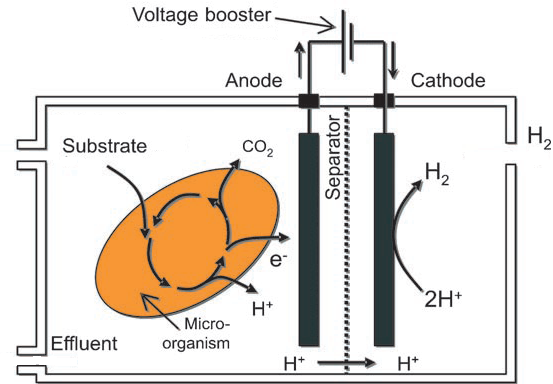 Voltage booster
Anode
Cathode
H₂
Substrate
CO₂
Separator
H₂
e⁻
H⁺
2H⁺
Micro-
organism
Effluent
H⁺
H⁺